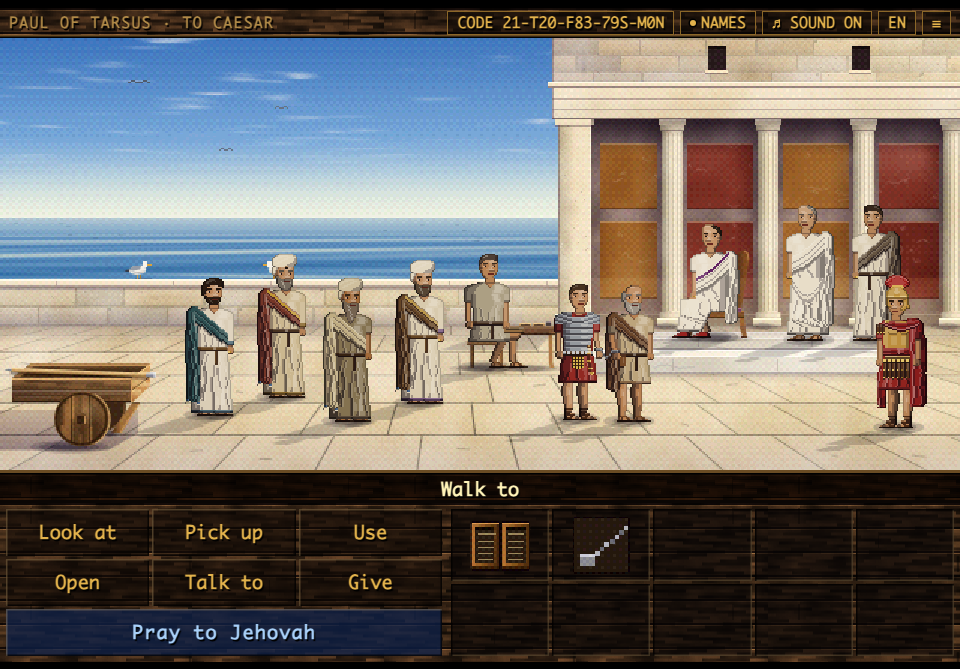 PAUL OF TARSUS · TO CAESAR
CODE 21-T20-F83-79S-M0N
• NAMES
♬ SOUND ON
EN
≡
Walk to
Look at
Pick up
Use
Open
Talk to
Give
Pray to Jehovah